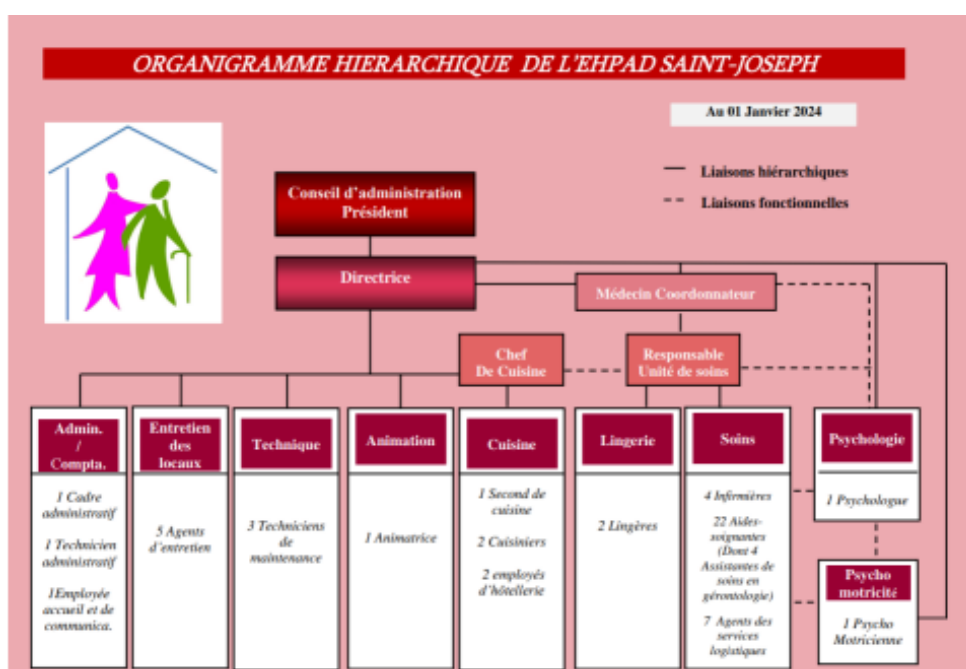 ORGANIGRAMME HIERARCHIQUE DE L'EHPAD SAINT-JOSEPH
Au 01 Janvier 2024
Liaisons hiérarchiques
Liaisons fonctionnelles
Conseil d'administration
Président
Directrice
Médecin Coordonnateur
Chef
De Cuisine
Responsable
Unité de soins
Admin.
/
Compta.
1 Cadre
administratif
1 Technicien
administratif
1Employée
accueil et de
communica.
Entretien
des
locaux
5 Agents
d'entretien
Technique
3 Techniciens
de
maintenance
Animation
1 Animatrice
Cuisine
1 Second de
cuisine
2 Cuisiniers
2 employés
d'hôtellerie
Lingerie
2 Lingères
Soins
4 Infirmières
22 Aides-
soignantes
(Dont 4
Assistantes de
soins en
gérontologie)
7 Agents des
services
logistiques
Psychologie
1 Psychologue
Psycho
motricité
1 Psycho
Motricienne